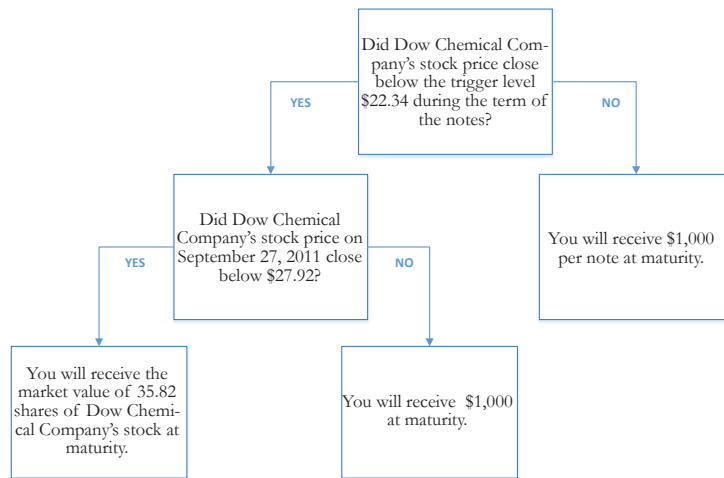 Did Dow Chemical Com-
pany's stock price close
below the trigger level
$22.34 during the term of
the notes?
YES
NO
Did Dow Chemical
Company's stock price on
September 27, 2011 close
below $27.92?
You will receive $1,000
per note at maturity.
YES
NO
You will receive the
market value of 35.82
shares of Dow Chemi-
cal Company's stock at
maturity.
You will receive $1,000
at maturity.